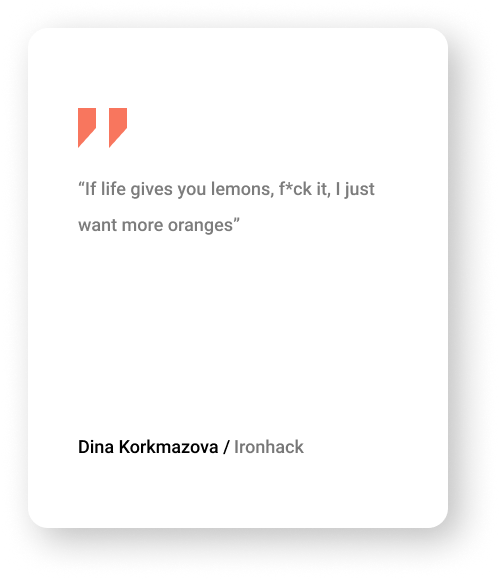 “If life gives you lemons, f*ck it, I just
want more oranges”
Dina Korkmazova / Ironhack